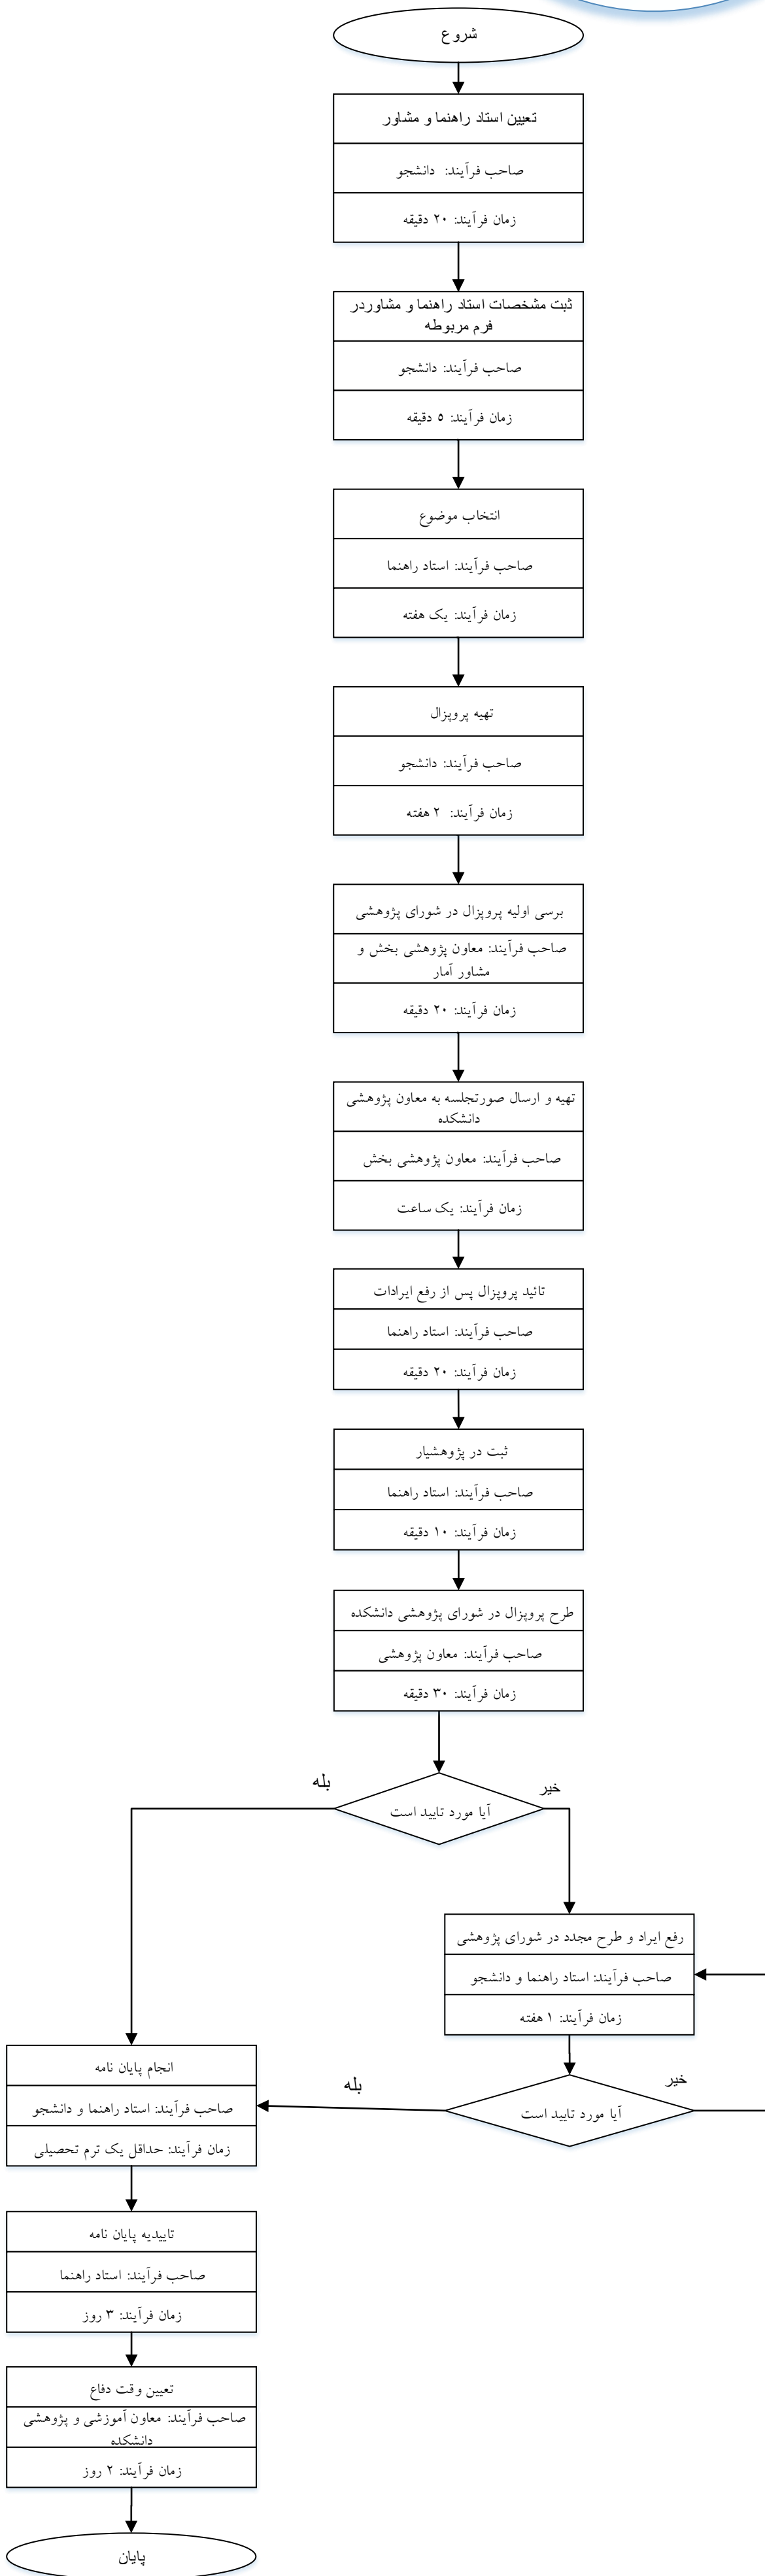 شروع
تعیین استاد راهنما و مشاور
صاحب فرآیند: دانشجو
زمان فرآیند: ۲۰ دقیقه
ثبت مشخصات استاد راهنما و مشاوردر
فرم مربوطه
صاحب فرآیند: دانشجو
زمان فرآیند: ۵ دقیقه
انتخاب موضوع
صاحب فرآیند: استاد راهنما
زمان فرآیند: یک هفته
تهیه پروپزال
صاحب فرآیند: دانشجو
زمان فرآیند: ۲ هفته
برسی اولیه پروپزال در شورای پژوهشی
صاحب فرآیند: معاون پژوهشی بخش و
مشاور آمار
زمان فرآیند: ۲۰ دقیقه
تهیه و ارسال صورتجلسه به معاون پژوهشی
دانشکده
صاحب فرآیند: معاون پژوهشی بخش
زمان فرآیند: یک ساعت
تائید پروپزال پس از رفع ایرادات
صاحب فرآیند: استاد راهنما
زمان فرآیند: ۲۰ دقیقه
ثبت در پژوهشیار
صاحب فرآیند: استاد راهنما
زمان فرآیند: ۱۰ دقیقه
طرح پروپزال در شورای پژوهشی دانشکده
صاحب فرآیند: معاون پژوهشی
زمان فرآیند: ۳۰ دقیقه
آیا مورد تایید است
خیر
بله
رفع ایراد و طرح مجدد در شورای پژوهشی
صاحب فرآیند: استاد راهنما و دانشجو
زمان فرآیند: ۱ هفته
آیا مورد تایید است
خیر
بله
انجام پایان نامه
صاحب فرآیند: استاد راهنما و دانشجو
زمان فرآیند: حداقل یک ترم تحصیلی
تاییدیه پایان نامه
صاحب فرآیند: استاد راهنما
زمان فرآیند: ۳ روز
تعیین وقت دفاع
صاحب فرآیند: معاون آموزشی و پژوهشی
دانشکده
زمان فرآیند: ۲ روز
پایان